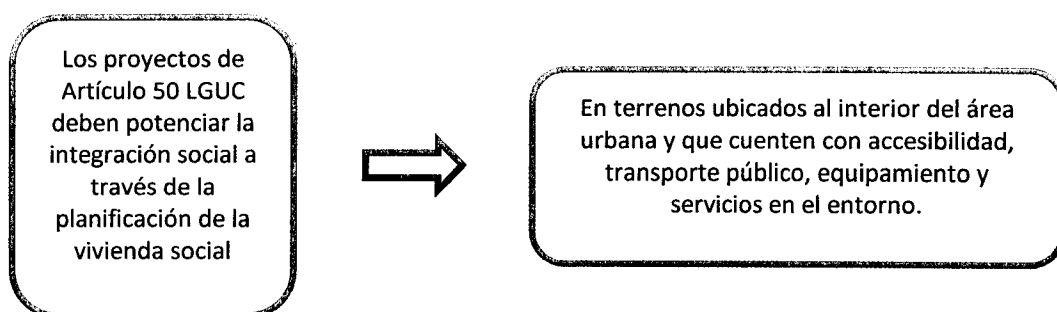 Los proyectos de
Artículo 50 LGUC
deben potenciar la
integración social a
través de la
planificación de la
vivienda social
En terrenos ubicados al interior del área
urbana y que cuenten con accesibilidad,
transporte público, equipamiento y
servicios en el entorno.